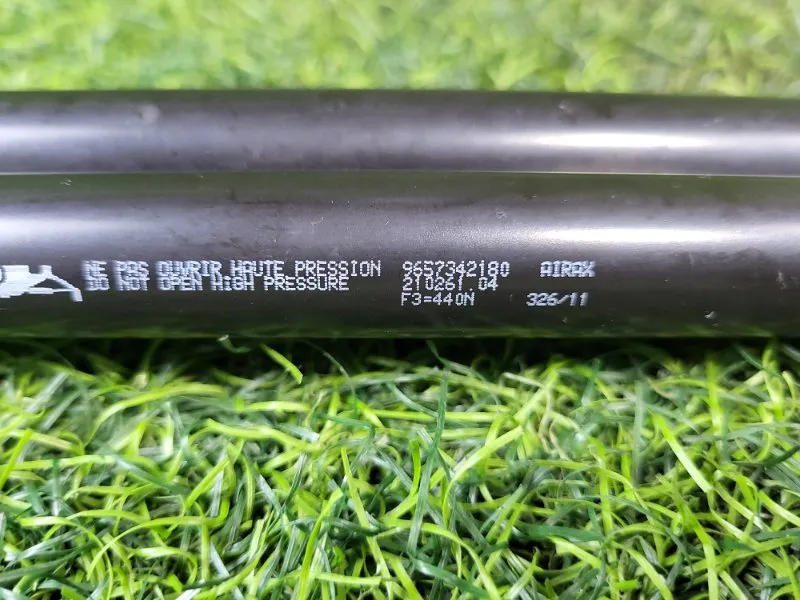 NE PAS OUVRIR HAUTE PRESSION 9657342180 AIRAX
DO NOT OPEN HIGH PRESSURE 210261.04
F3=440N 326/11